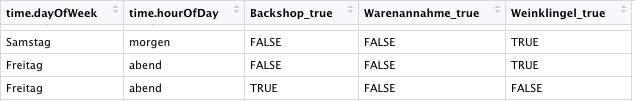 time.dayOfWeek time.hourOfDay Backshop_true Warenannahme_true Weinklingel_true
Samstag morgen FALSE FALSE TRUE
Freitag abend FALSE FALSE TRUE
Freitag abend TRUE FALSE FALSE